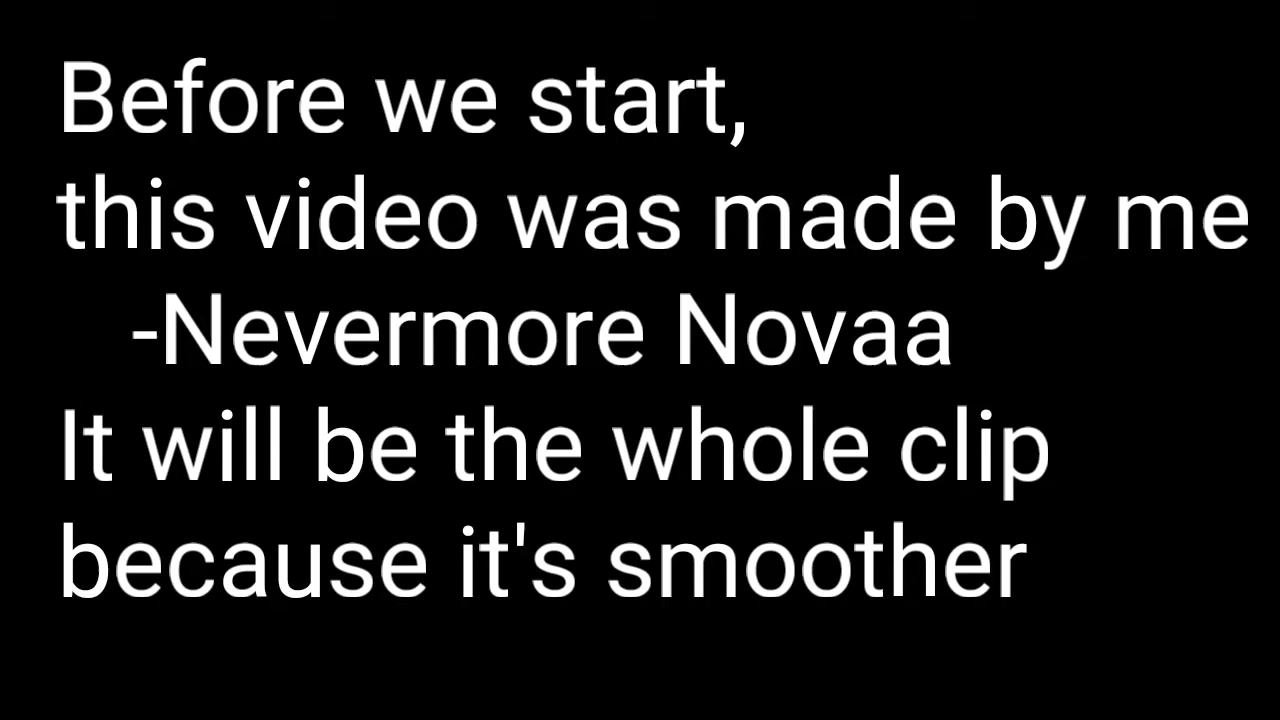 Before we start,
this video was made by me
-Nevermore Novaa
It will be the whole clip
because it's smoother